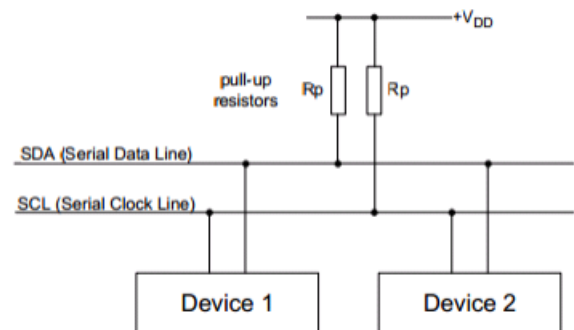 +VDD
pull-up
resistors
Rp
Rp
SDA (Serial Data Line)
SCL (Serial Clock Line)
Device 1
Device 2